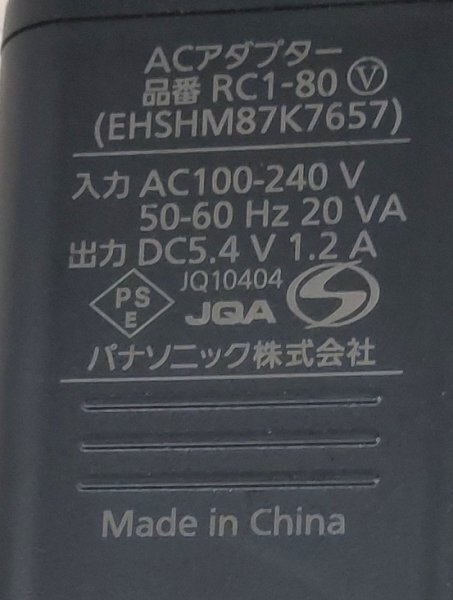 ACアダプター
品番 RC1-80 Ⓥ
(EHSHM87K7657)
入力 AC100-240 V
50-60 Hz 20 VA
出力 DC5.4 V 1.2 A
JQ10404
PS
E
JQA
パナソニック株式会社
Made in China